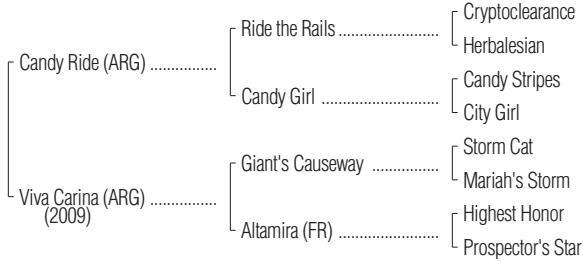 Cryptoclearance
Ride the Rails ........................
Herbalesian
Candy Ride (ARG) ................
Candy Stripes
Candy Girl ............................
City Girl
Storm Cat
Giant's Causeway ................
Mariah's Storm
Viva Carina (ARG) ................
(2009)
Highest Honor
Altamira (FR) ........................
Prospector's Star